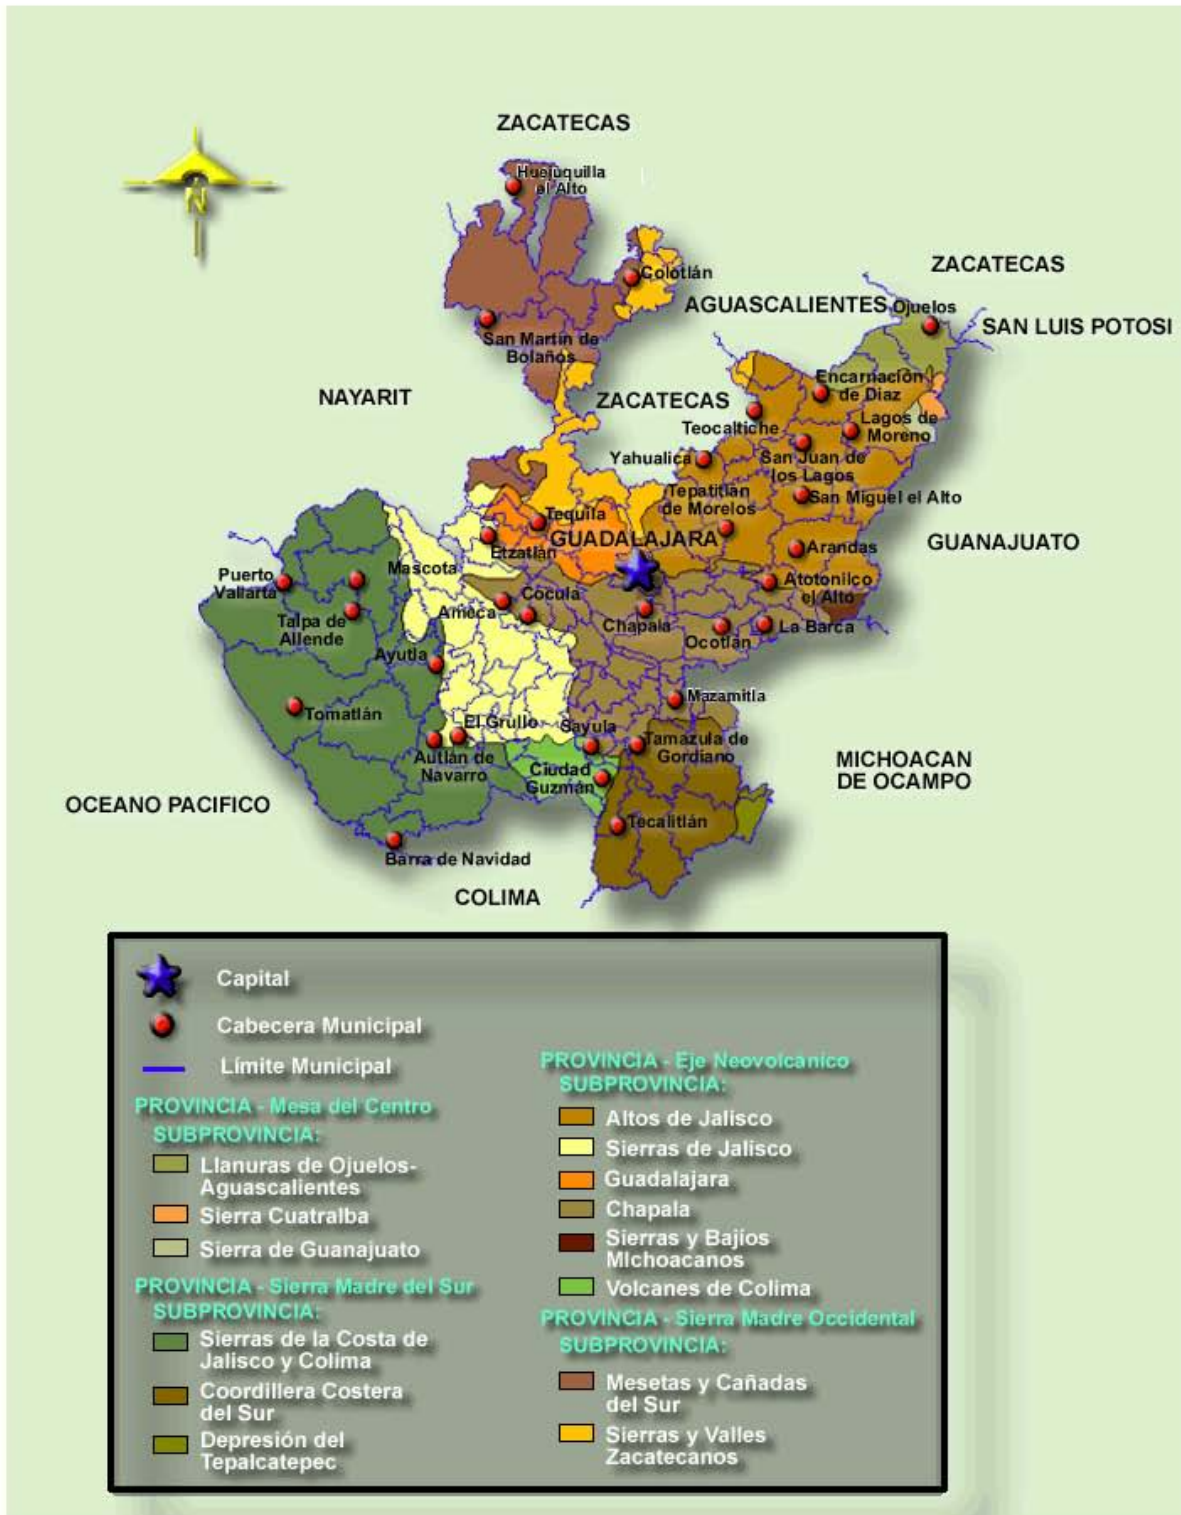 ZACATECAS
N
Huejuquilla
el Alto
Colotlán
ZACATECAS
AGUASCALIENTES
Ojuelos
SAN LUIS POTOSI
San Martín de
Bolaños
NAYARIT
ZACATECAS
Encarnación
de Diaz
Teocaltiche
Lagos de
Moreno
Yahualica
San Juan de
los Lagos
Tepatitlán
de Morelos
San Miguel el Alto
Tequila
GUADALAJARA
Etzatlán
Arandas
GUANAJUATO
Mascota
Puerto
Vallarta
Atotonilco
el Alto
Cocula
Ameca
Talpa de
Allende
Chapala
La Barca
Ocotlán
Ayutla
Mazamitla
Tomatlán
El Grullo
Sayula
Tamazula de
Gordiano
Autlán de
Navarro
Ciudad
Guzmán
MICHOACAN
DE OCAMPO
OCEANO PACIFICO
Tecalitlán
Barra de Navidad
COLIMA
Capital
Cabecera Municipal
Límite Municipal
PROVINCIA - Mesa del Centro
SUBPROVINCIA:
Llanuras de Ojuelos-
Aguascalientes
Sierra Cuatralba
Sierra de Guanajuato
PROVINCIA - Sierra Madre del Sur
SUBPROVINCIA:
Sierras de la Costa de
Jalisco y Colima
Coordillera Costera
del Sur
Depresión del
Tepalcatepec
PROVINCIA - Eje Neovolcánico
SUBPROVINCIA:
Altos de Jalisco
Sierras de Jalisco
Guadalajara
Chapala
Sierras y Bajíos
MIchoacanos
Volcanes de Colima
PROVINCIA - Sierra Madre Occidental
SUBPROVINCIA:
Mesetas y Cañadas
del Sur
Sierras y Valles
Zacatecanos